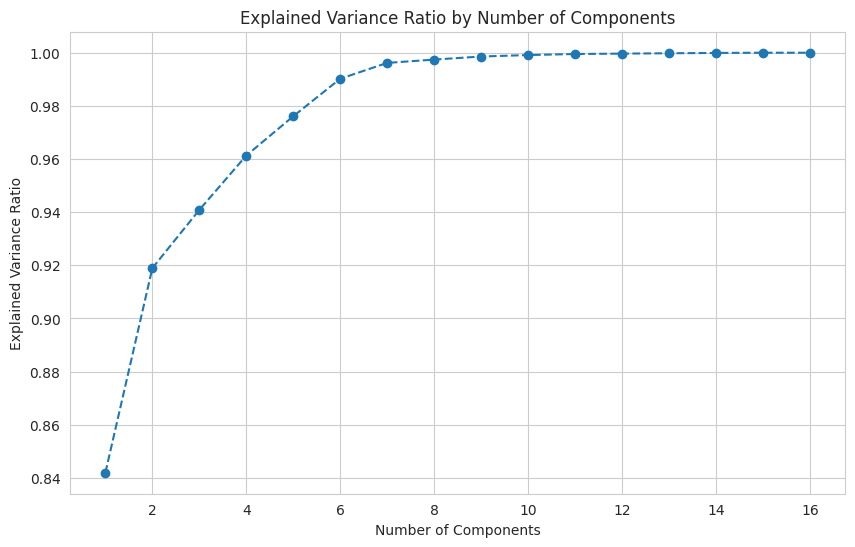 Explained Variance Ratio by Number of Components
Explained Variance Ratio
1.00
0.98
0.96
0.94
0.92
0.90
0.88
0.86
0.84
2 4 6 8 10 12 14 16
Number of Components